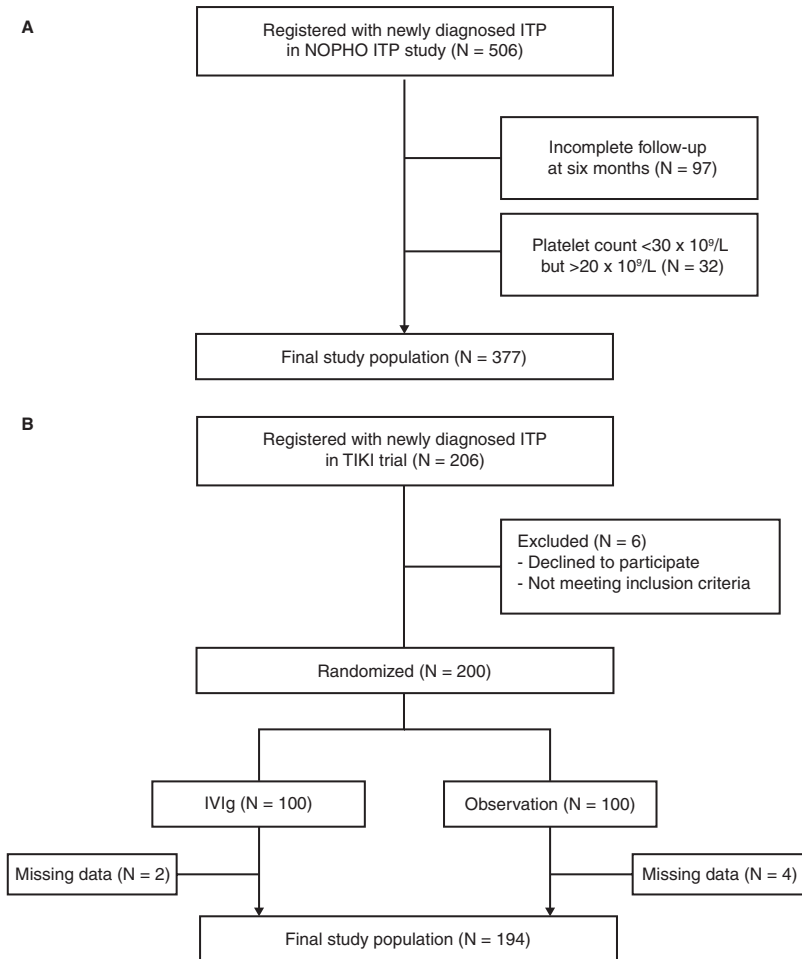 A
Registered with newly diagnosed ITP
in NOPHO ITP study (N = 506)
Incomplete follow-up
at six months (N = 97)
Platelet count <30 x 10⁹/L
but >20 x 10⁹/L (N = 32)
Final study population (N = 377)
B
Registered with newly diagnosed ITP
in TIKI trial (N = 206)
Excluded (N = 6)
- Declined to participate
- Not meeting inclusion criteria
Randomized (N = 200)
IVIg (N = 100)
Observation (N = 100)
Missing data (N = 2)
Missing data (N = 4)
Final study population (N = 194)